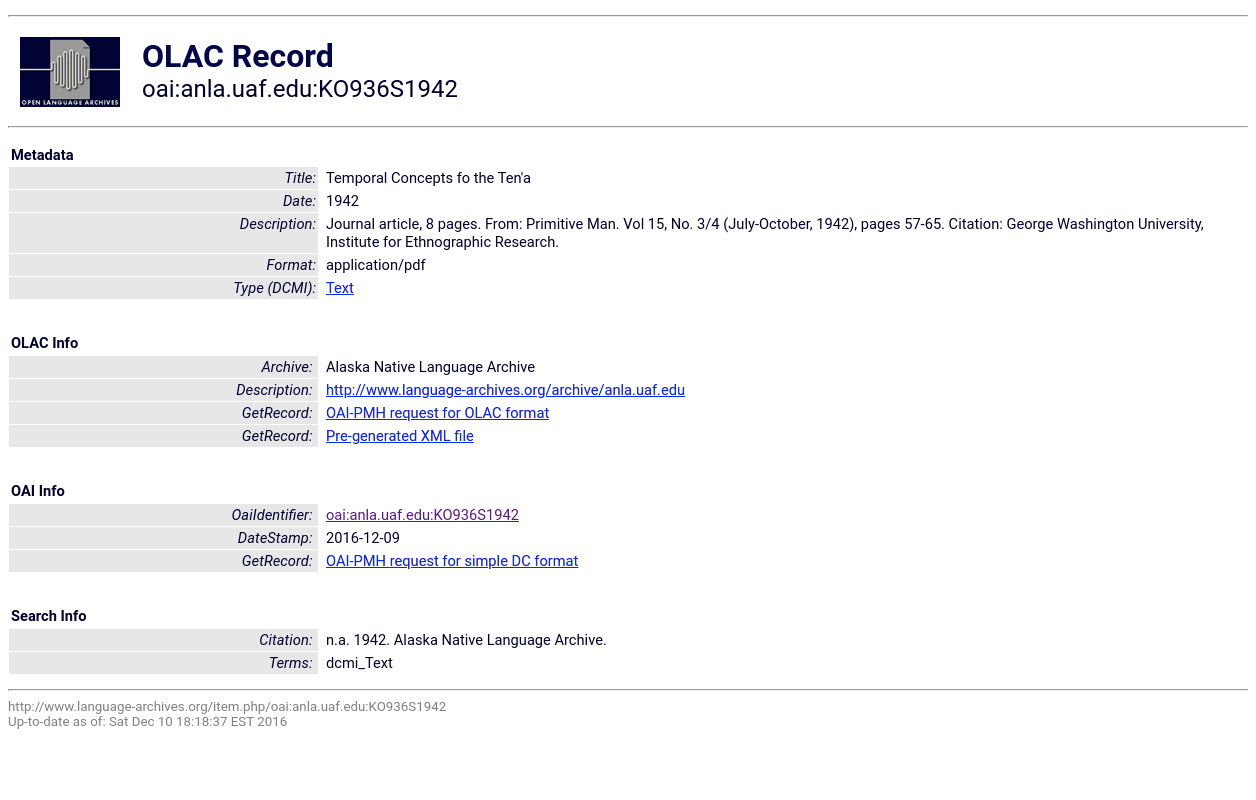 OPEN LANGUAGE ARCHIVES
OLAC Record
oai:anla.uaf.edu:KO936S1942
Metadata
Title: Temporal Concepts fo the Ten'a
Date: 1942
Description: Journal article, 8 pages. From: Primitive Man. Vol 15, No. 3/4 (July-October, 1942), pages 57-65. Citation: George Washington University,
Institute for Ethnographic Research.
Format: application/pdf
Type (DCMI): Text
OLAC Info
Archive: Alaska Native Language Archive
Description: http://www.language-archives.org/archive/anla.uaf.edu
GetRecord: OAI-PMH request for OLAC format
GetRecord: Pre-generated XML file
OAI Info
OaiIdentifier: oai:anla.uaf.edu:KO936S1942
DateStamp: 2016-12-09
GetRecord: OAI-PMH request for simple DC format
Search Info
Citation: n.a. 1942. Alaska Native Language Archive.
Terms: dcmi_Text
http://www.language-archives.org/item.php/oai:anla.uaf.edu:KO936S1942
Up-to-date as of: Sat Dec 10 18:18:37 EST 2016